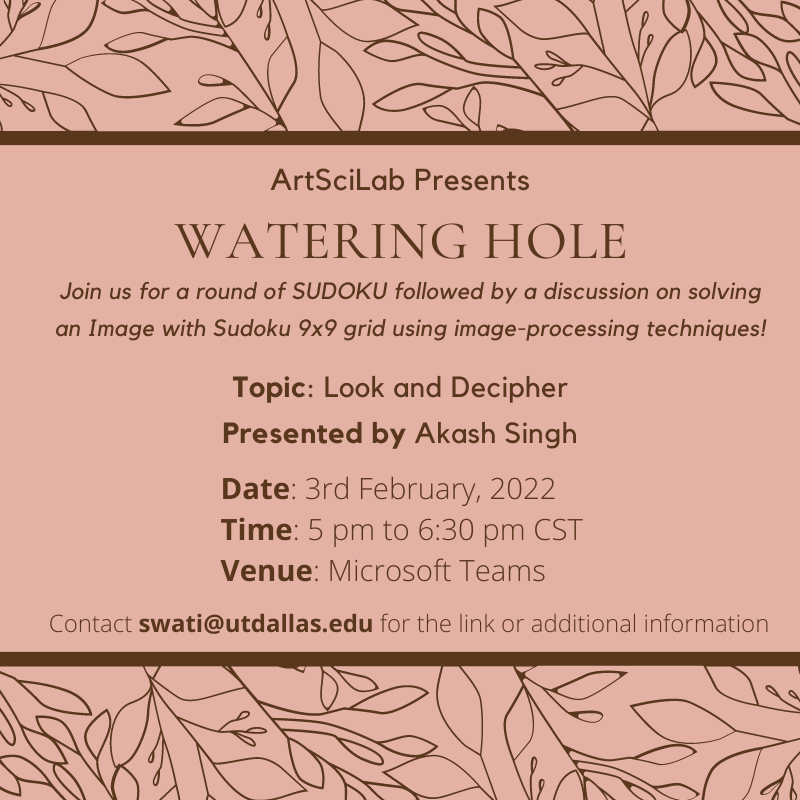 ArtSciLab Presents
WATERING HOLE
Join us for a round of SUDOKU followed by a discussion on solving
an Image with Sudoku 9x9 grid using image-processing techniques!
Topic: Look and Decipher
Presented by Akash Singh
Date: 3rd February, 2022
Time: 5 pm to 6:30 pm CST
Venue: Microsoft Teams
Contact swati@utdallas.edu for the link or additional information